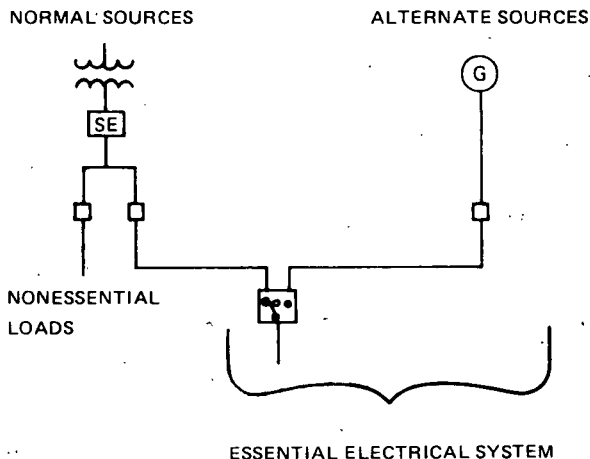 NORMAL SOURCES
ALTERNATE SOURCES
G
SE
NONESSENTIAL
LOADS
ESSENTIAL ELECTRICAL SYSTEM